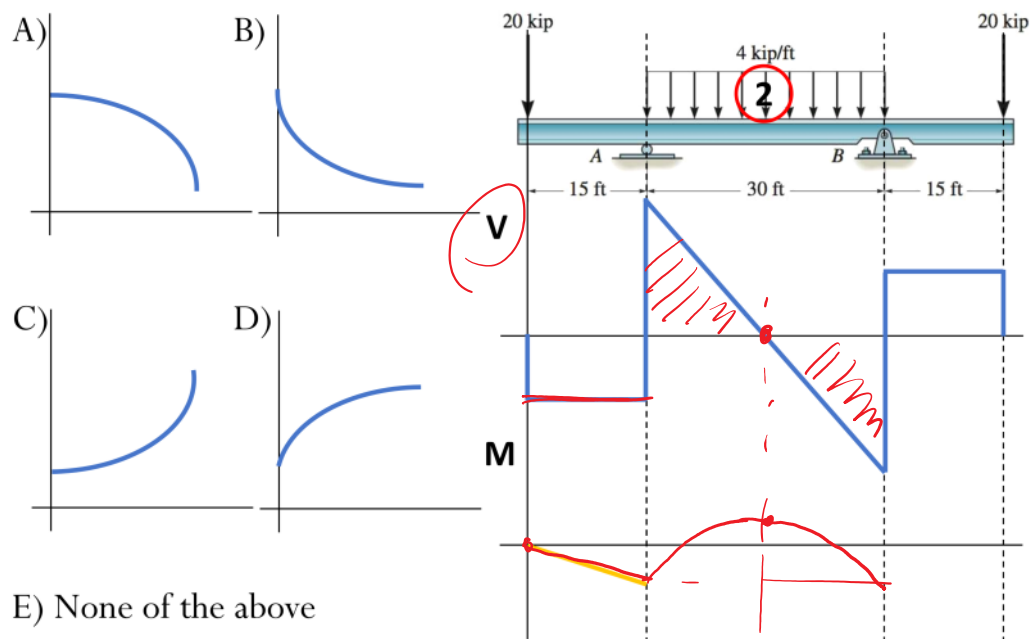 A)
B)
C)
D)
E) None of the above
20 kip
20 kip
4 kip/ft
2
A
B
15 ft
30 ft
15 ft
V
M